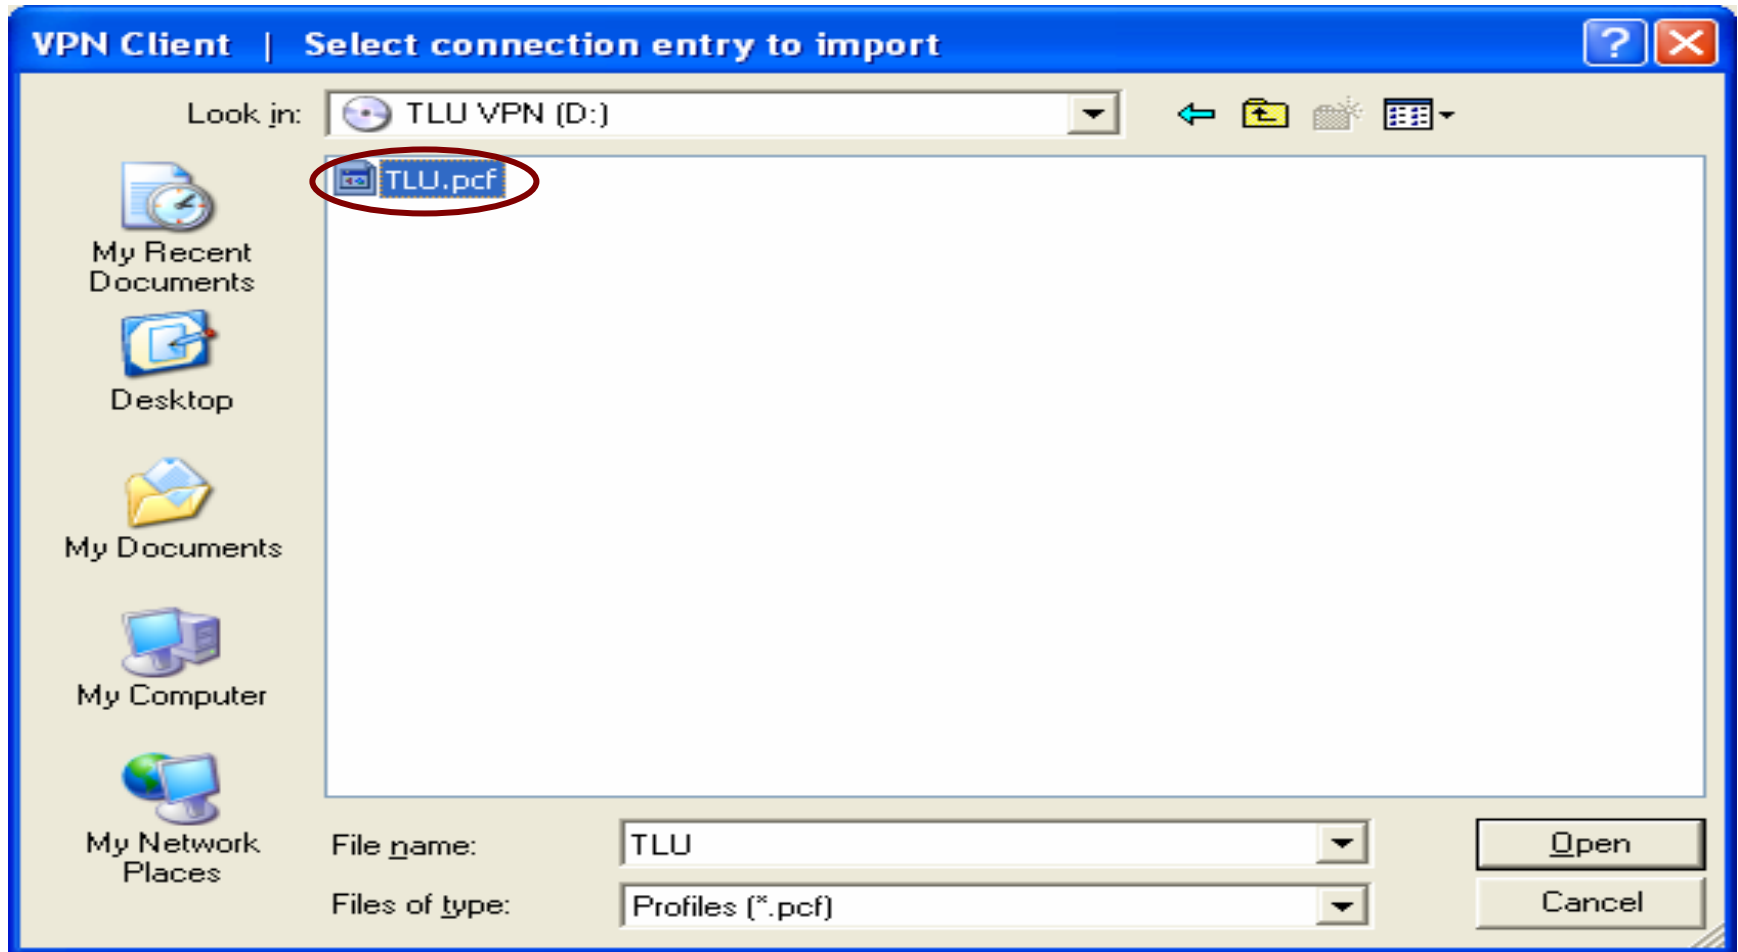 VPN Client | Select connection entry to import
Look in: TLU VPN (D:)
TLU.pcf
My Recent
Documents
Desktop
My Documents
My Computer
My Network
Places
File name: TLU Open
Files of type: Profiles (*.pcf) Cancel